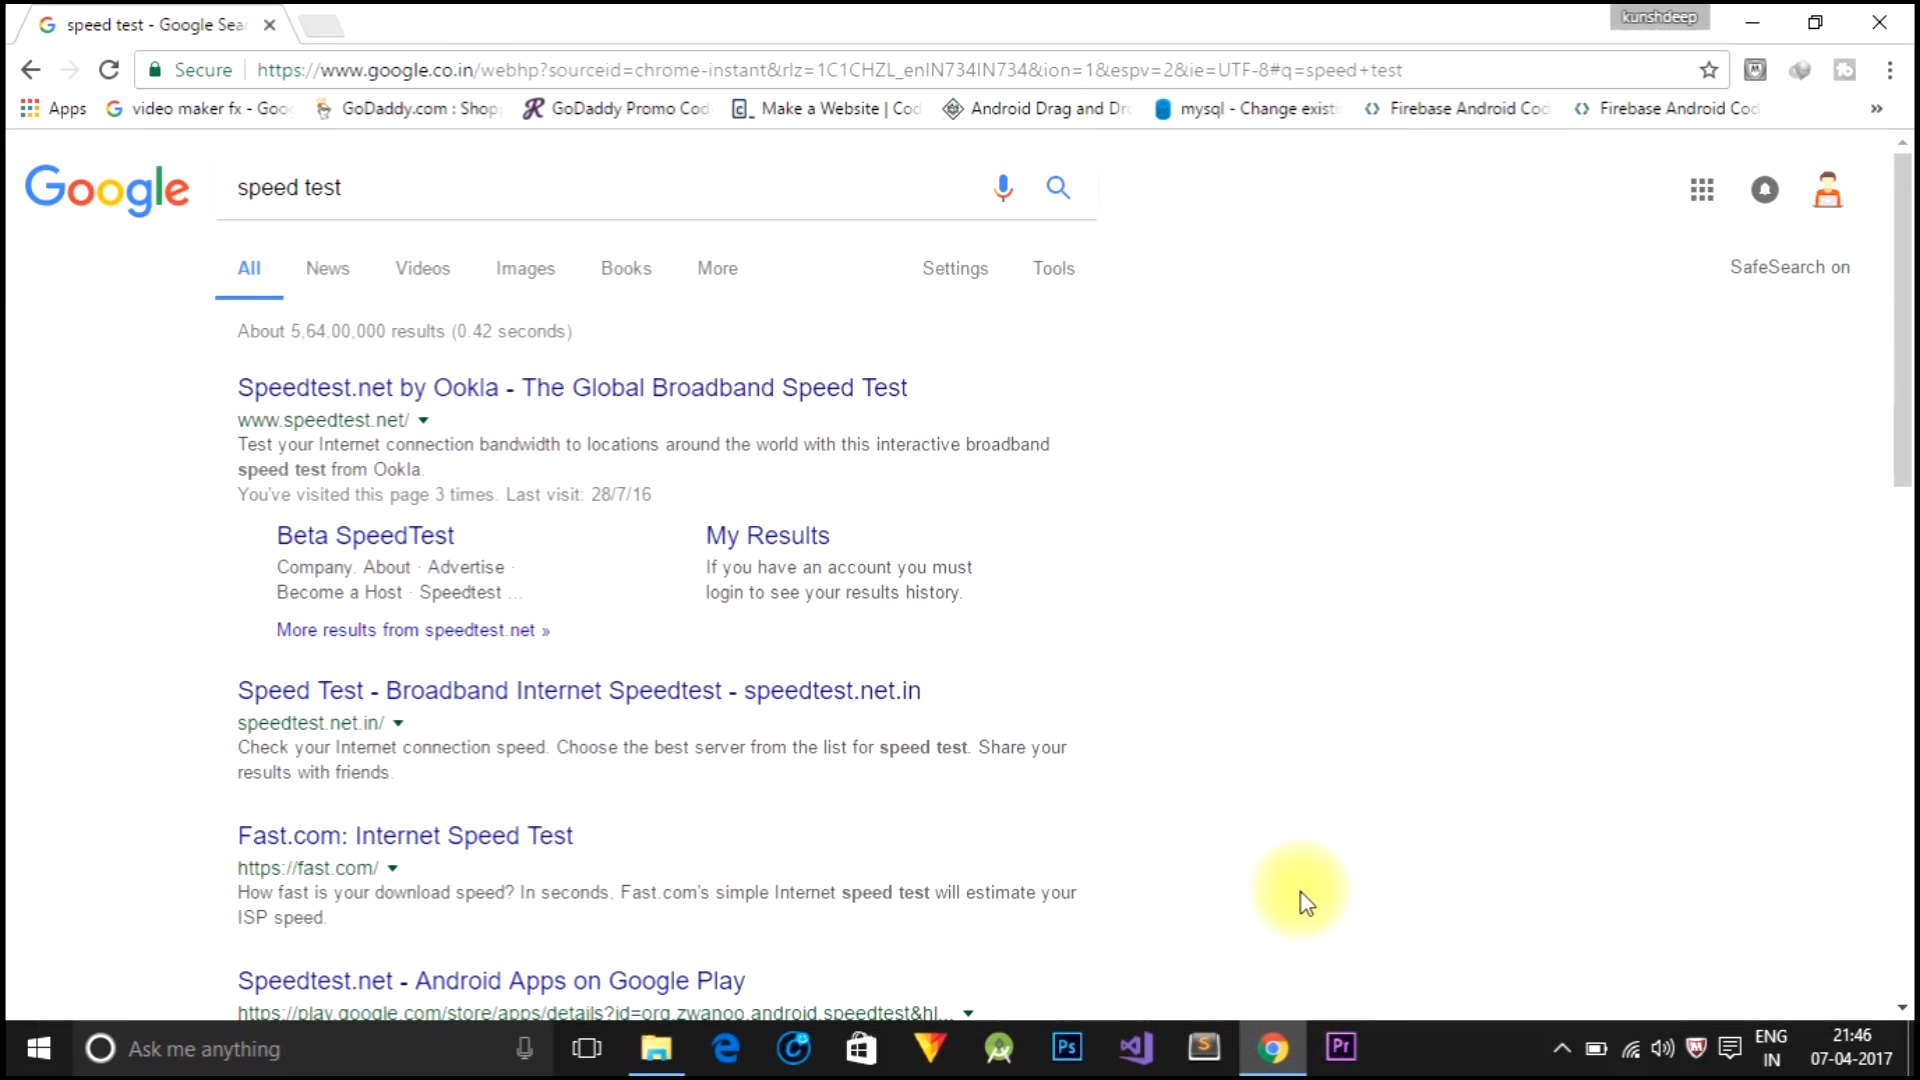 speed test - Google Sear
kunshdeep
Secure
https://www.google.co.in/webhp?sourceid=chrome-instant&rlz=1C1CHZL_enIN734IN734&ion=1&espv=2&ie=UTF-8#q=speed+test
Apps
video maker fx - Goo
GoDaddy.com : Shop
GoDaddy Promo Cod
Make a Website | Cod
Android Drag and Dr
mysql - Change exist
Firebase Android Cod
Firebase Android Cod
»
Google
speed test
All
News
Videos
Images
Books
More
Settings
Tools
SafeSearch on
About 5,64,00,000 results (0.42 seconds)
Speedtest.net by Ookla - The Global Broadband Speed Test
www.speedtest.net/
Test your Internet connection bandwidth to locations around the world with this interactive broadband
speed test from Ookla.
You've visited this page 3 times. Last visit: 28/7/16
Beta SpeedTest
Company. About · Advertise ·
Become a Host · Speedtest ...
My Results
If you have an account you must
login to see your results history.
More results from speedtest.net »
Speed Test - Broadband Internet Speedtest - speedtest.net.in
speedtest.net.in/
Check your Internet connection speed. Choose the best server from the list for speed test. Share your
results with friends.
Fast.com: Internet Speed Test
https://fast.com/
How fast is your download speed? In seconds, Fast.com's simple Internet speed test will estimate your
ISP speed.
Speedtest.net - Android Apps on Google Play
https://play.google.com/store/apps/details?id=org.zwanoo.android.speedtest&hl...
Ask me anything
Ps
S
Pr
ENG
IN
21:46
07-04-2017